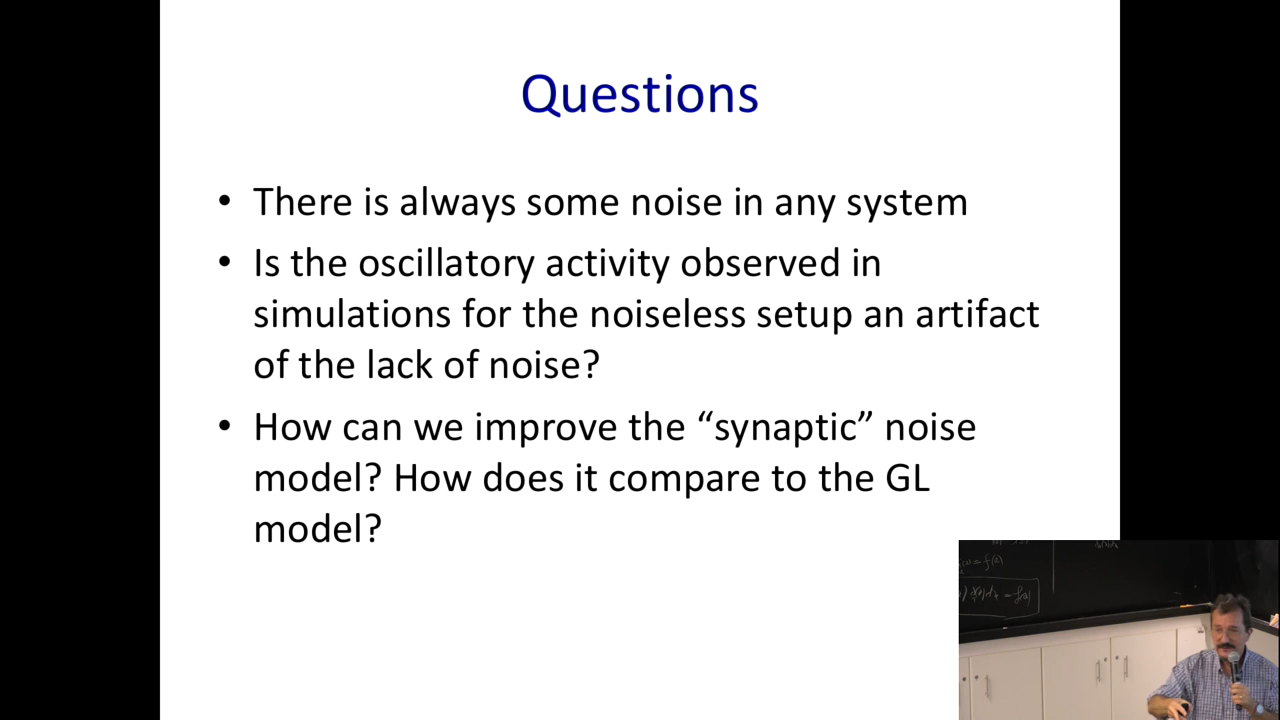 Questions
• There is always some noise in any system
• Is the oscillatory activity observed in
simulations for the noiseless setup an artifact
of the lack of noise?
• How can we improve the “synaptic” noise
model? How does it compare to the GL
model?